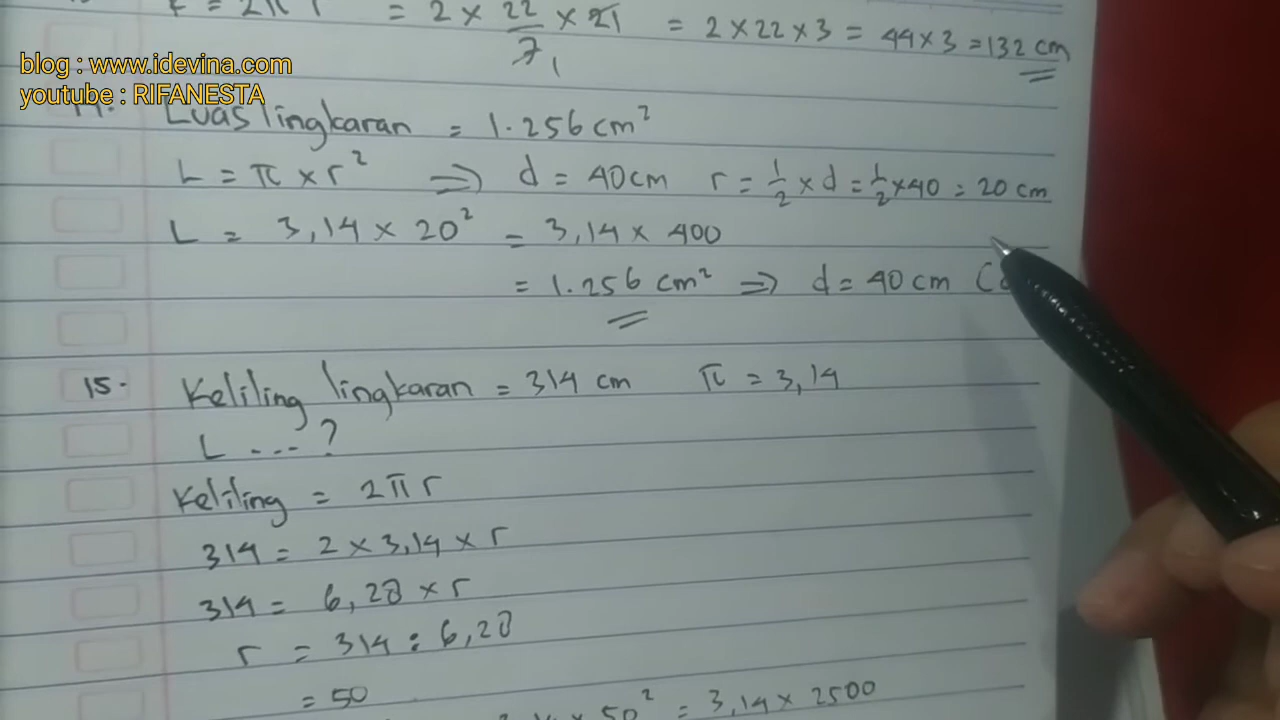 = 2πr = 2 × 22/7 × 21 = 2 × 22 × 3 = 44 × 3 = 132 cm
1
blog : www.idevina.com
youtube : RIFANESTA
Luas lingkaran = 1.256 cm²
L = π × r² ⇒ d = 40 cm r = 1/2 × d = 1/2 × 40 = 20 cm
L = 3,14 × 20² = 3,14 × 400
= 1.256 cm² ⇒ d = 40 cm (
15. Keliling lingkaran = 314 cm π = 3,14
L ... ?
Keliling = 2πr
314 = 2 × 3,14 × r
314 = 6,28 × r
r = 314 : 6,28
= 50
× 50² = 3,14 × 2500